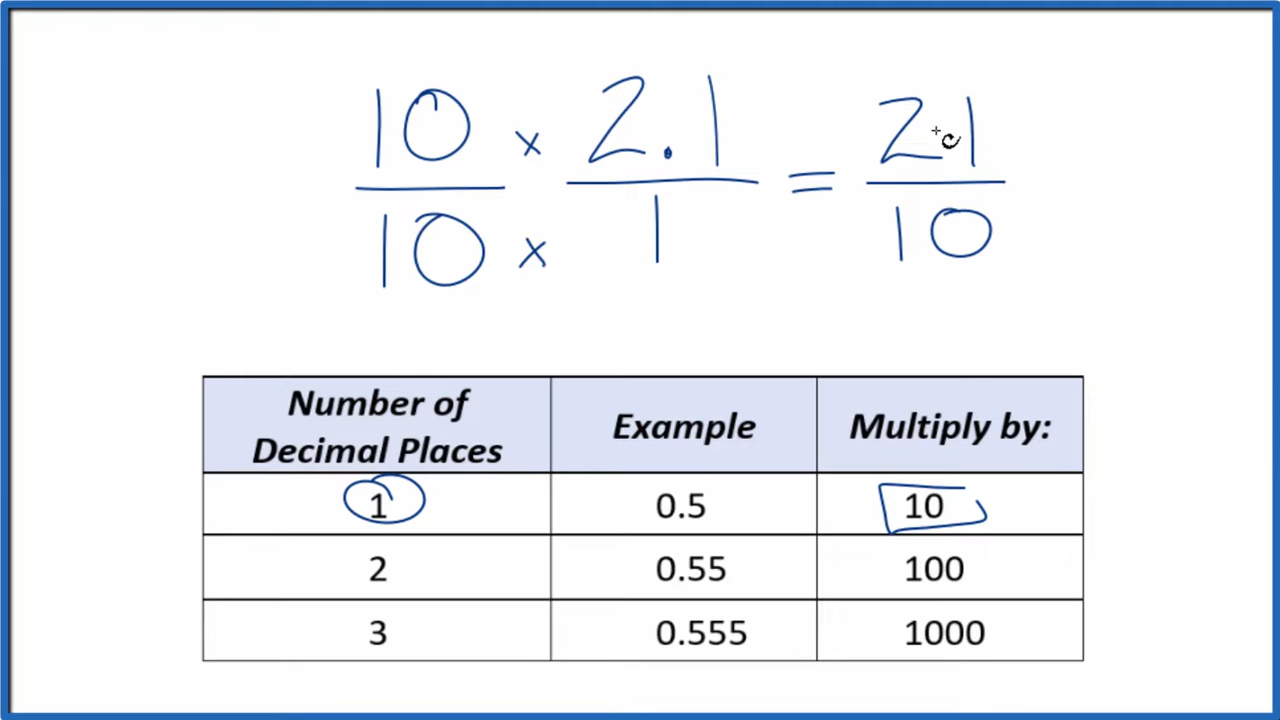 10 × 2.1 = 21
10 × 1 10
Number of Decimal Places Example Multiply by:
1 0.5 10
2 0.55 100
3 0.555 1000